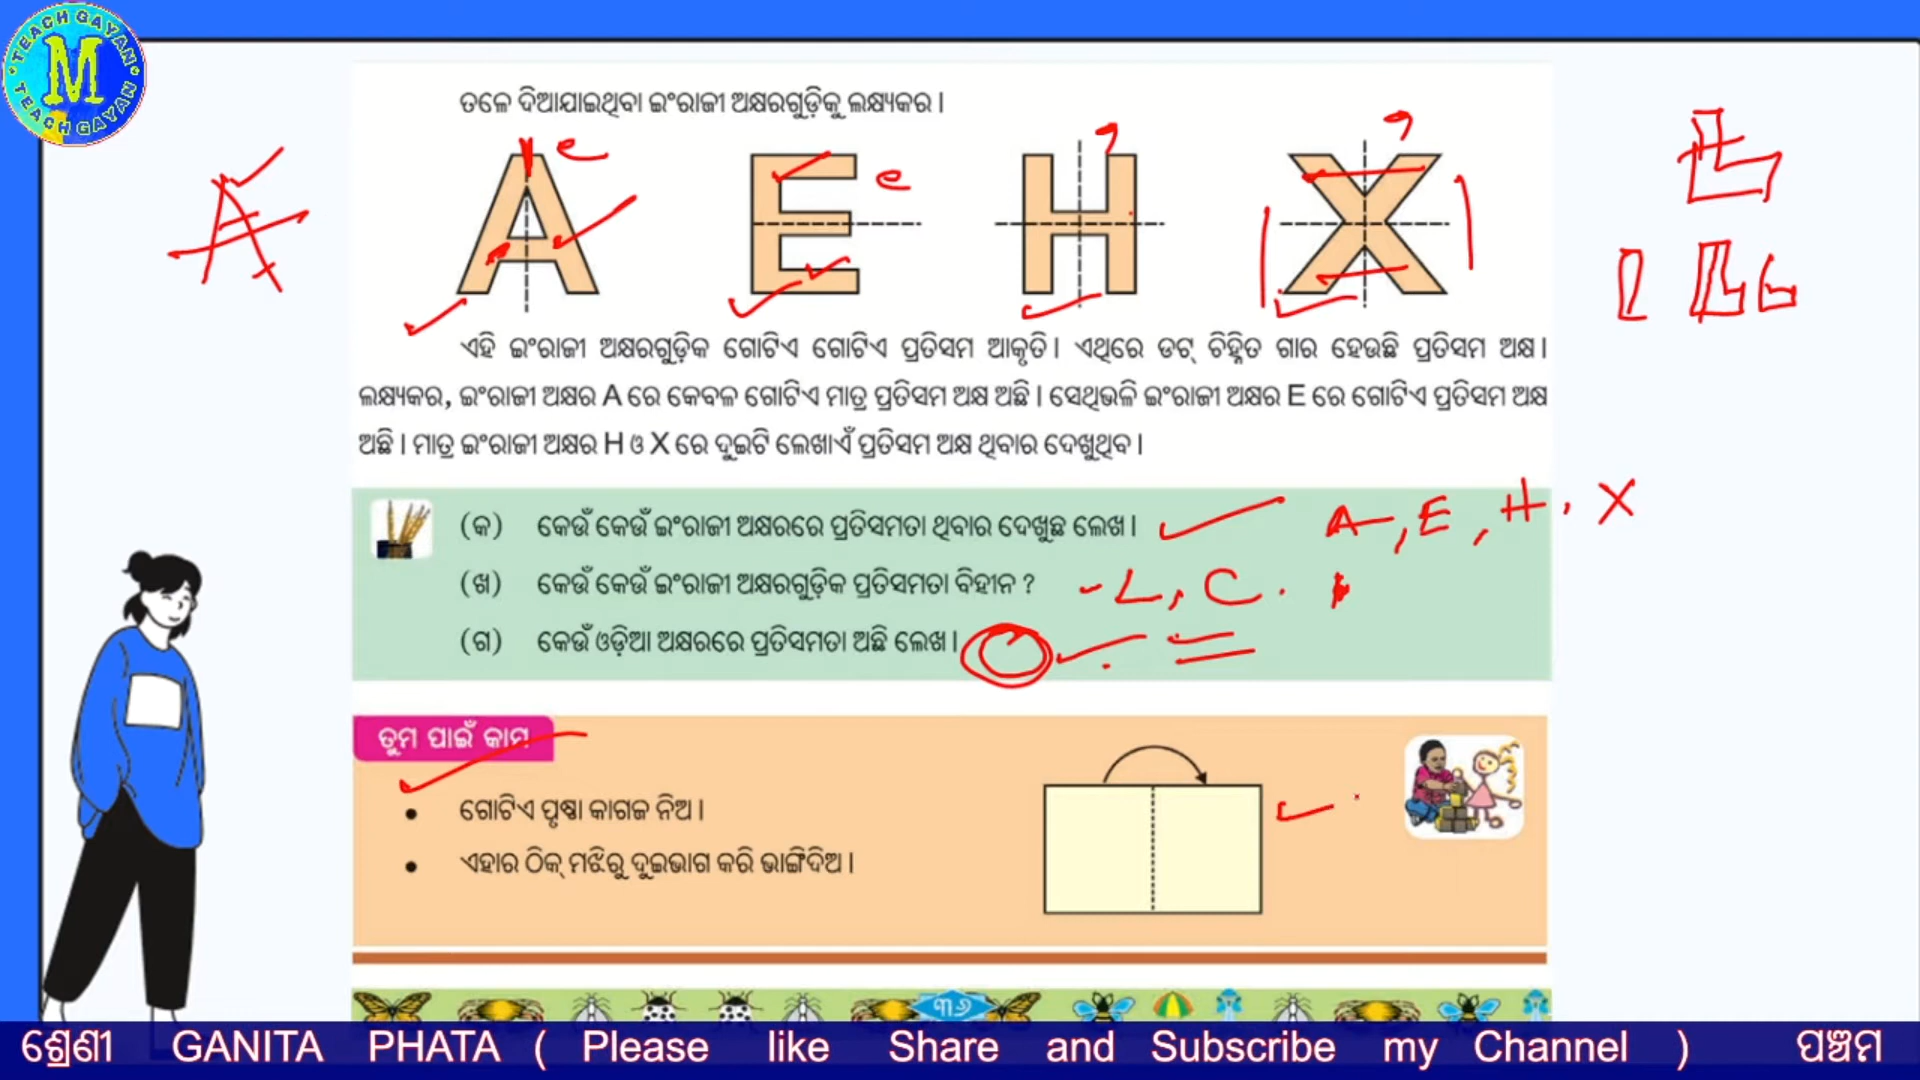 TEACH GAYAN
M
TEACH GAYAN
ତଳେ ଦିଆଯାଇଥିବା ଇଂରାଜୀ ଅକ୍ଷରଗୁଡ଼ିକୁ ଲକ୍ଷ୍ୟକର ।
A
A E H X
ଏହି ଇଂରାଜୀ ଅକ୍ଷରଗୁଡ଼ିକ ଗୋଟିଏ ଗୋଟିଏ ପ୍ରତିସମ ଆକୃତି । ଏଥିରେ ଡଟ୍ ଚିହ୍ନିତ ଗାର ହେଉଛି ପ୍ରତିସମ ଅକ୍ଷ ।
ଲକ୍ଷ୍ୟକର, ଇଂରାଜୀ ଅକ୍ଷର A ରେ କେବଳ ଗୋଟିଏ ମାତ୍ର ପ୍ରତିସମ ଅକ୍ଷ ଅଛି । ସେଥିଭଳି ଇଂରାଜୀ ଅକ୍ଷର E ରେ ଗୋଟିଏ ପ୍ରତିସମ ଅକ୍ଷ
ଅଛି । ମାତ୍ର ଇଂରାଜୀ ଅକ୍ଷର H ଓ X ରେ ଦୁଇଟି ଲେଖାଏଁ ପ୍ରତିସମ ଅକ୍ଷ ଥିବାର ଦେଖୁଥିବ ।
(କ) କେଉଁ କେଉଁ ଇଂରାଜୀ ଅକ୍ଷରରେ ପ୍ରତିସମତା ଥିବାର ଦେଖୁଛ ଲେଖ । A, E, H, X
(ଖ) କେଉଁ କେଉଁ ଇଂରାଜୀ ଅକ୍ଷରଗୁଡ଼ିକ ପ୍ରତିସମତା ବିହୀନ ? - L, C.
(ଗ) କେଉଁ ଓଡ଼ିଆ ଅକ୍ଷରରେ ପ୍ରତିସମତା ଅଛି ଲେଖ ।
ତୁମ ପାଇଁ କାମ
• ଗୋଟିଏ ପୃଷ୍ଠା କାଗଜ ନିଅ ।
• ଏହାର ଠିକ୍ ମଝିରୁ ଦୁଇଭାଗ କରି ଭାଙ୍ଗିଦିଅ ।
୩୬
ଶ୍ରେଣୀ GANITA PHATA ( Please like Share and Subscribe my Channel ) ପଞ୍ଚମ